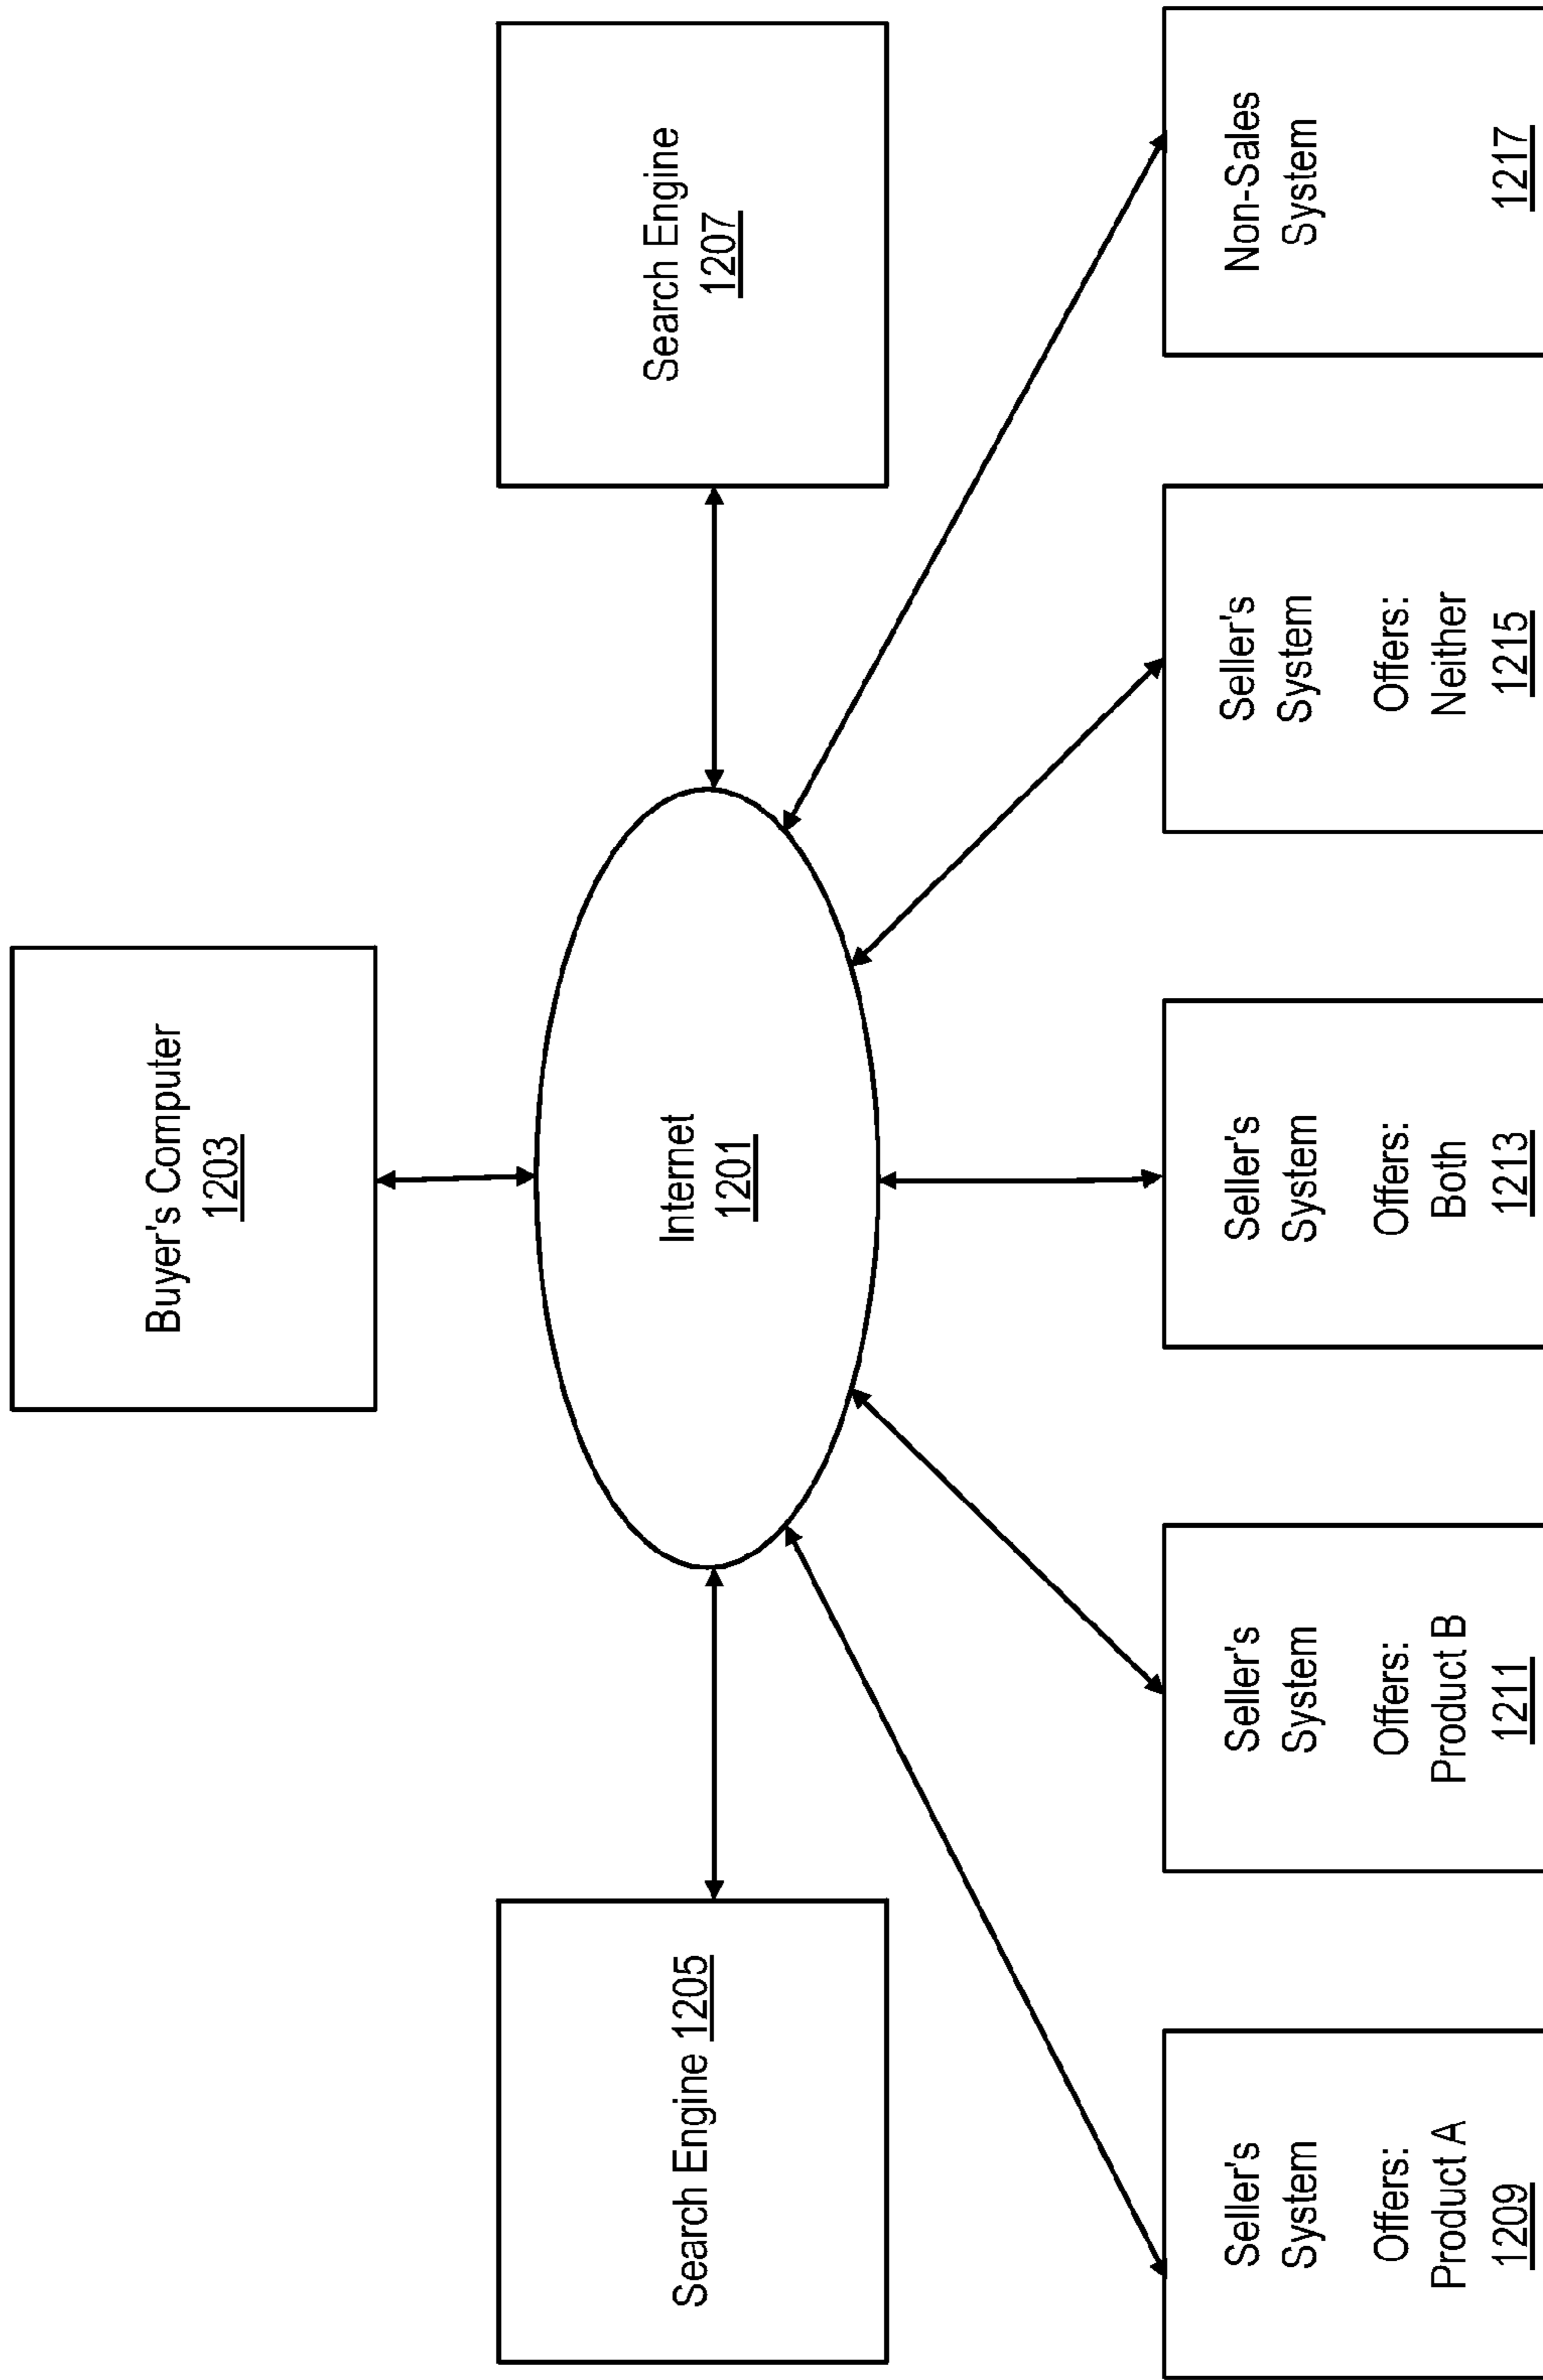 Buyer's Computer
1203
Search Engine 1205
Internet
1201
Search Engine
1207
Seller's
System
Offers:
Product A
1209
Seller's
System
Offers:
Product B
1211
Seller's
System
Offers:
Both
1213
Seller's
System
Offers:
Neither
1215
Non-Sales
System
1217